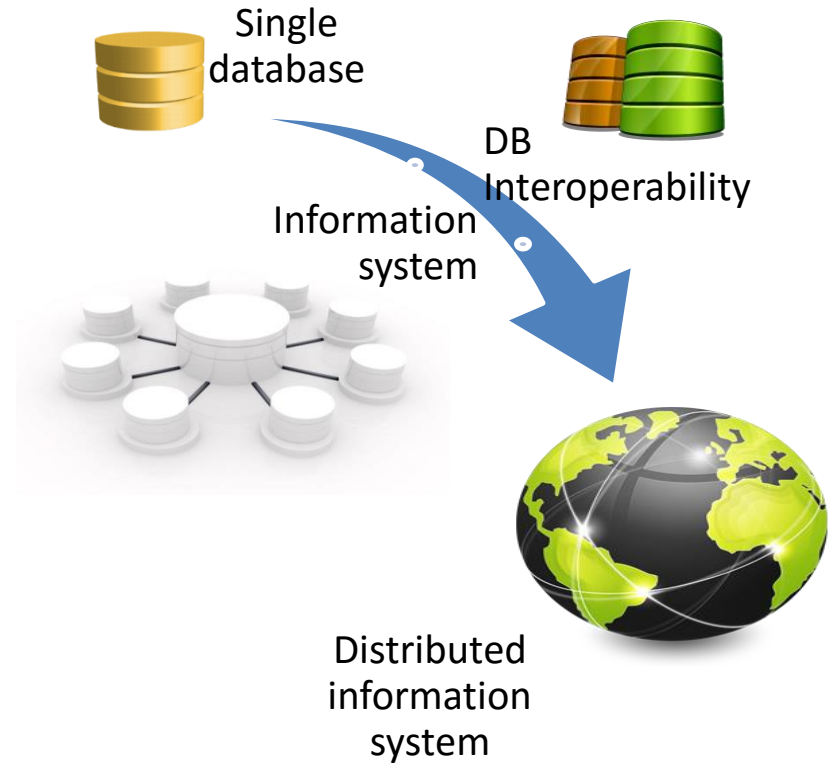 Single
database
DB
Interoperability
Information
system
Distributed
information
system